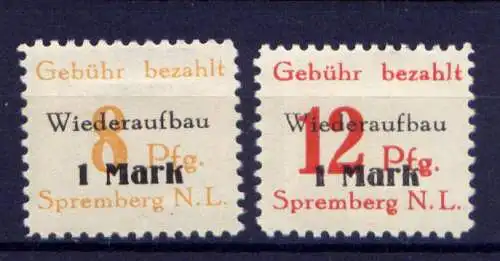 Gebühr bezahlt
Wiederaufbau
8 Pfg.
1 Mark
Spremberg N.L.
Gebühr bezahlt
Wiederaufbau
12 Pfg.
1 Mark
Spremberg N.L.